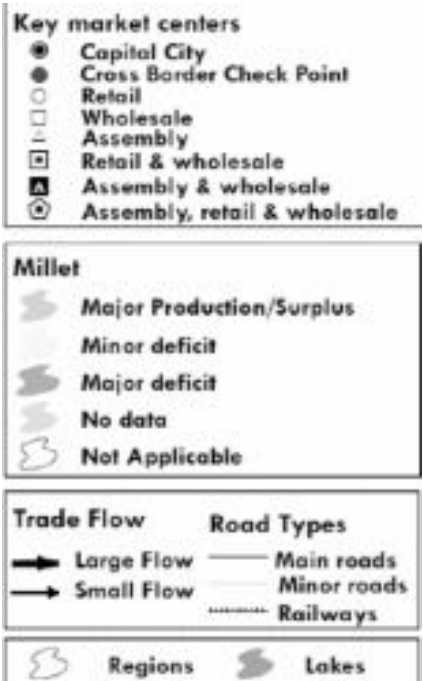 Key market centers
Capital City
Cross Border Check Point
Retail
Wholesale
Assembly
Retail & wholesale
Assembly & wholesale
Assembly, retail & wholesale
Millet
Major Production/Surplus
Minor deficit
Major deficit
No data
Not Applicable
Trade Flow
Large Flow
Small Flow
Road Types
Main roads
Minor roads
Railways
Regions
Lakes